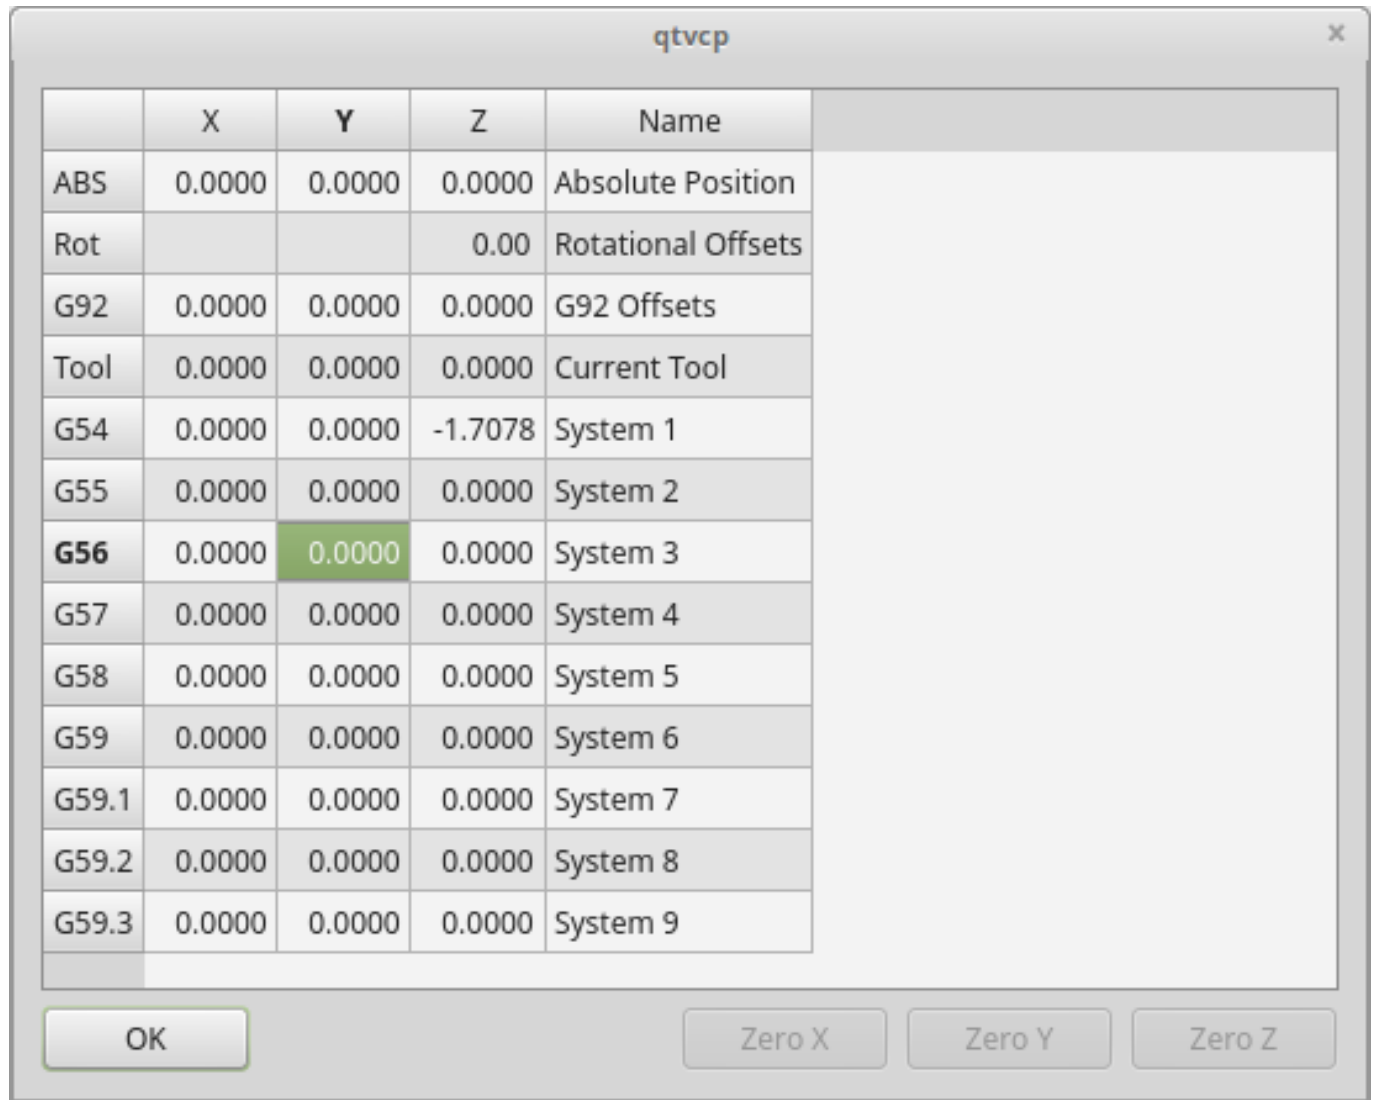 qtvcp ×
X Y Z Name
ABS 0.0000 0.0000 0.0000 Absolute Position
Rot 0.00 Rotational Offsets
G92 0.0000 0.0000 0.0000 G92 Offsets
Tool 0.0000 0.0000 0.0000 Current Tool
G54 0.0000 0.0000 -1.7078 System 1
G55 0.0000 0.0000 0.0000 System 2
G56 0.0000 0.0000 0.0000 System 3
G57 0.0000 0.0000 0.0000 System 4
G58 0.0000 0.0000 0.0000 System 5
G59 0.0000 0.0000 0.0000 System 6
G59.1 0.0000 0.0000 0.0000 System 7
G59.2 0.0000 0.0000 0.0000 System 8
G59.3 0.0000 0.0000 0.0000 System 9
OK Zero X Zero Y Zero Z